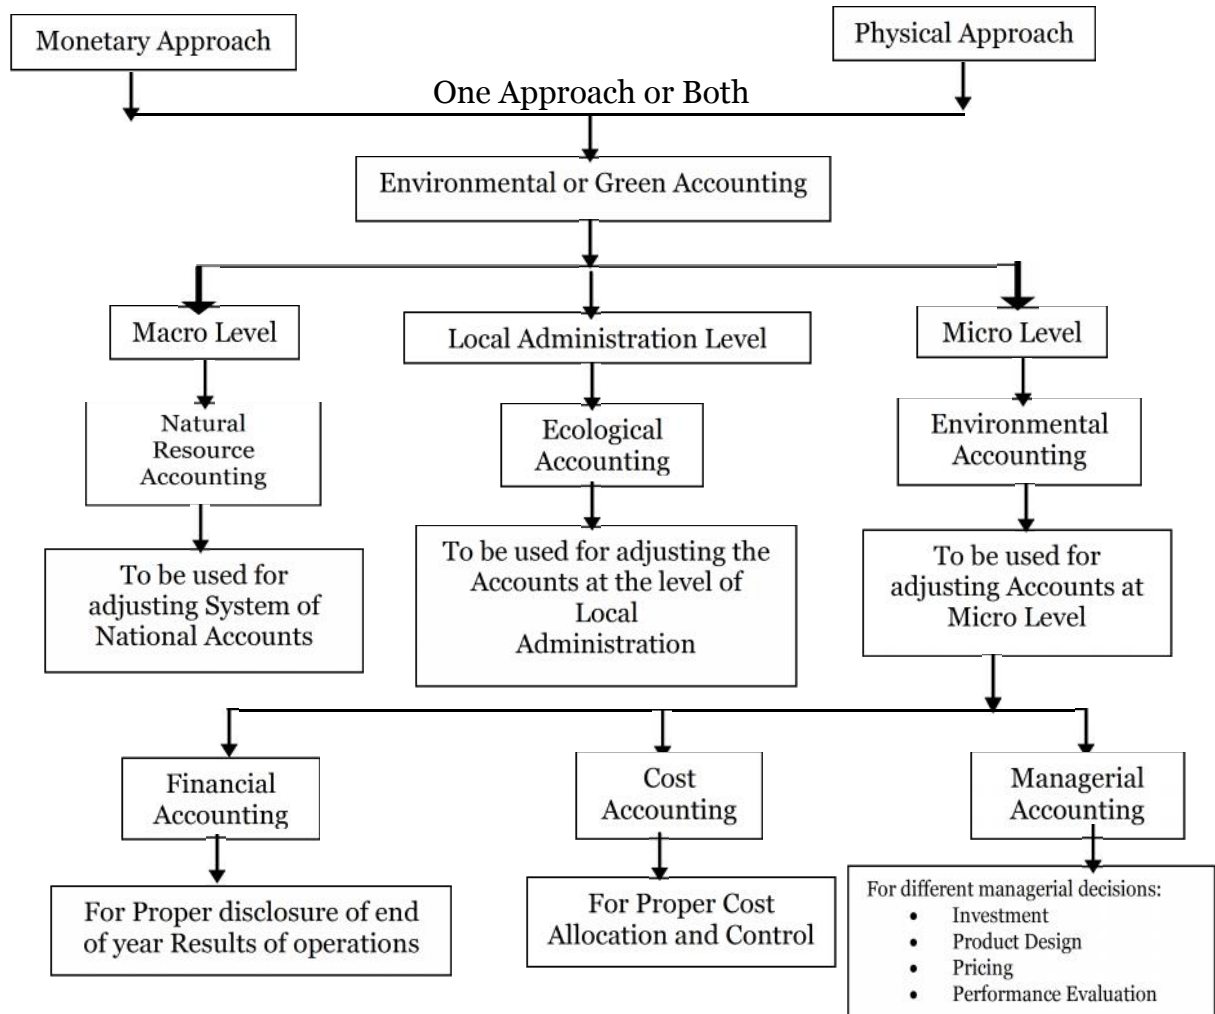 Monetary Approach
Physical Approach
One Approach or Both
Environmental or Green Accounting
Macro Level
Local Administration Level
Micro Level
Natural
Resource
Accounting
Ecological
Accounting
Environmental
Accounting
To be used for
adjusting System of
National Accounts
To be used for adjusting the
Accounts at the level of
Local
Administration
To be used for
adjusting Accounts at
Micro Level
Financial
Accounting
Cost
Accounting
Managerial
Accounting
For Proper disclosure of end
of year Results of operations
For Proper Cost
Allocation and Control
For different managerial decisions:
• Investment
• Product Design
• Pricing
• Performance Evaluation